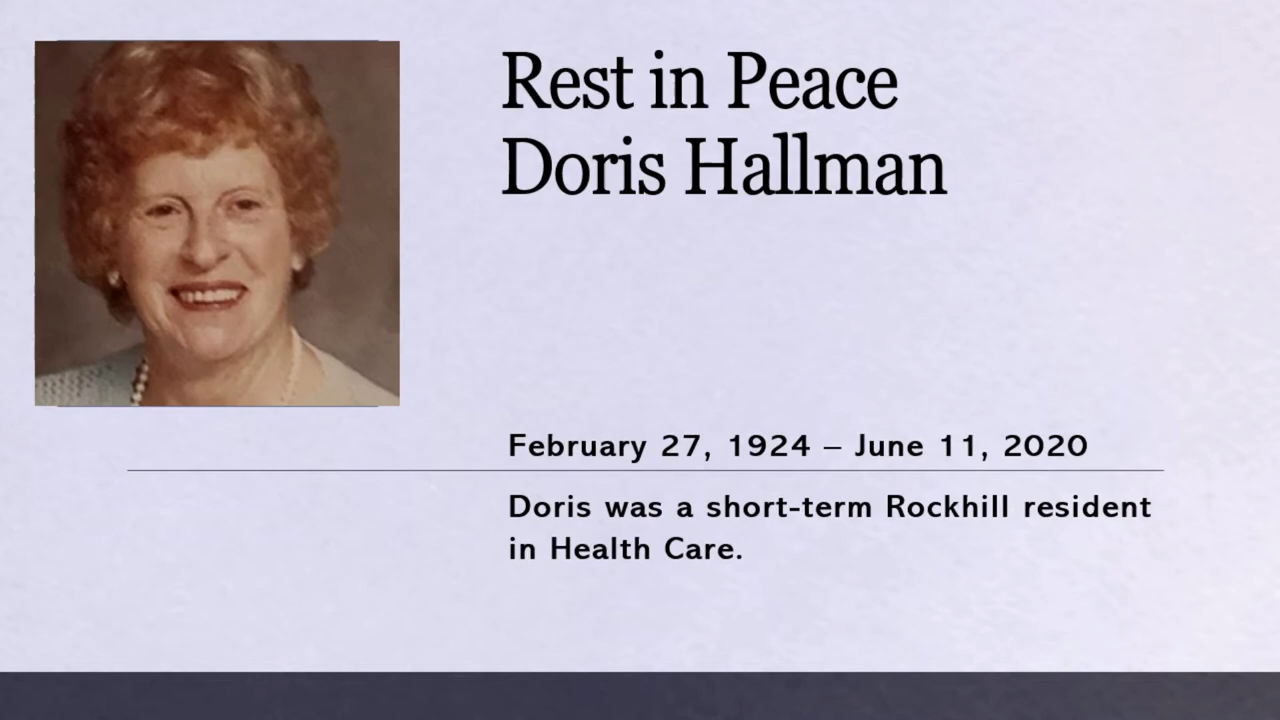 Rest in Peace
Doris Hallman
February 27, 1924 – June 11, 2020
Doris was a short-term Rockhill resident
in Health Care.